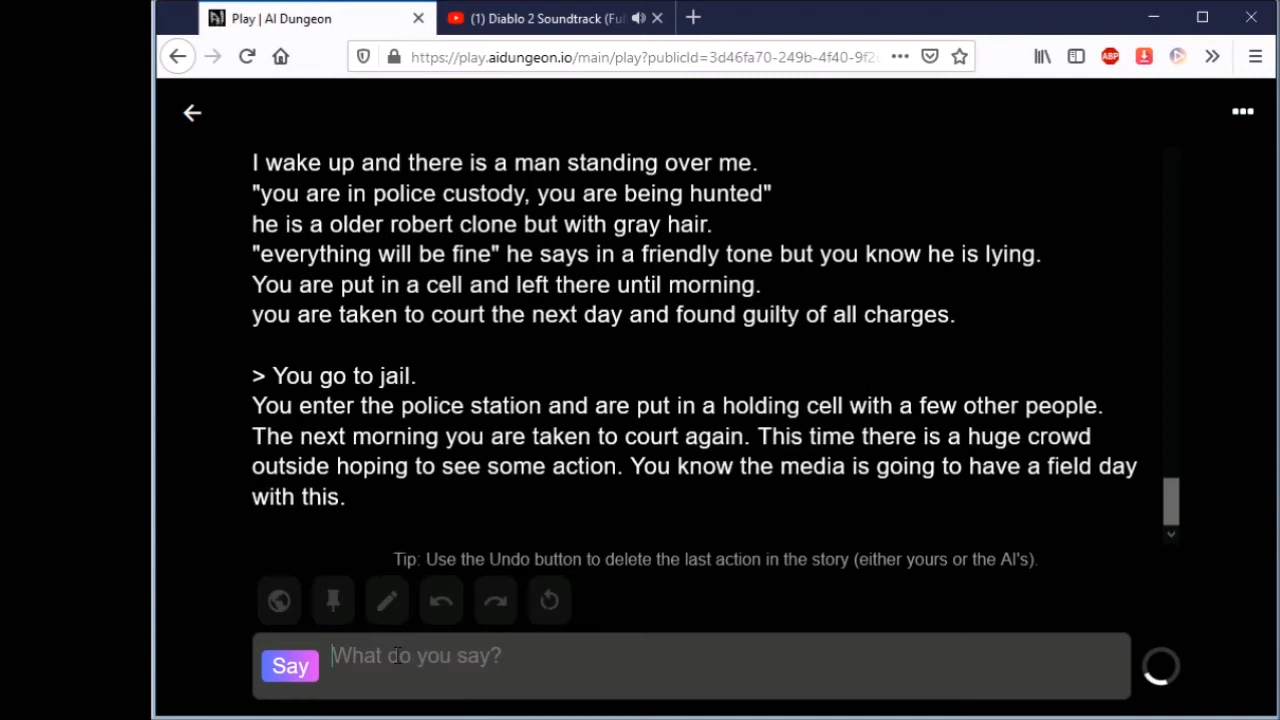 Play | AI Dungeon
(1) Diablo 2 Soundtrack (Ful
https://play.aidungeon.io/main/play?publicId=3d46fa70-249b-4f40-9f2
ABP
I wake up and there is a man standing over me.
"you are in police custody, you are being hunted"
he is a older robert clone but with gray hair.
"everything will be fine" he says in a friendly tone but you know he is lying.
You are put in a cell and left there until morning.
you are taken to court the next day and found guilty of all charges.
> You go to jail.
You enter the police station and are put in a holding cell with a few other people.
The next morning you are taken to court again. This time there is a huge crowd
outside hoping to see some action. You know the media is going to have a field day
with this.
Tip: Use the Undo button to delete the last action in the story (either yours or the AI's).
Say
What do you say?